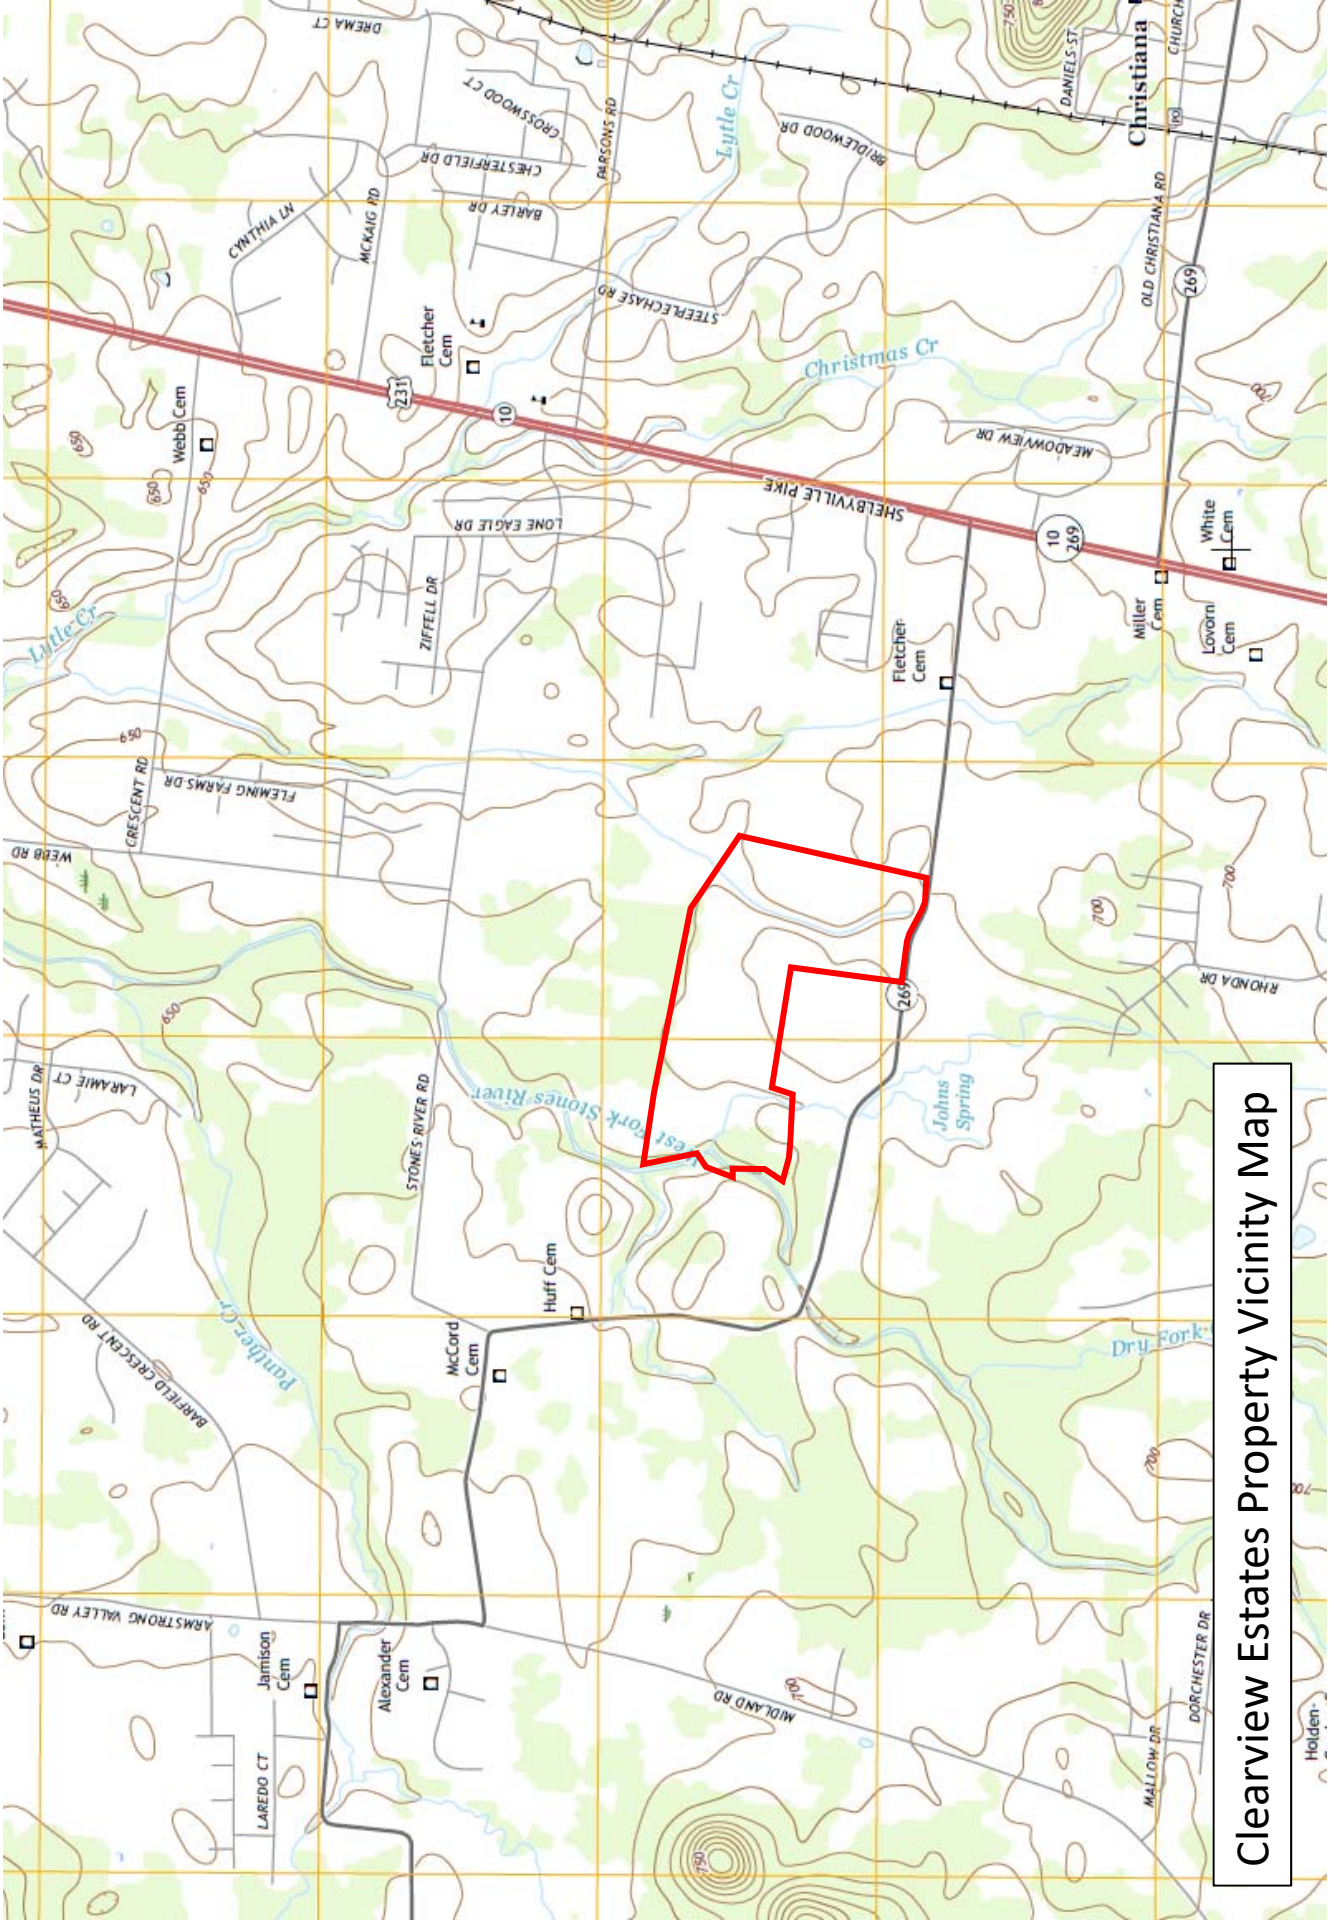 DREMA CT
CROSSWOOD CT
CHESTERFIELD DR
PARSONS RD
Lytle Cr
DANIELS ST
Christiana
CHURCH
PO
750
BRIDLEWOOD DR
CYNTHIA LN
MCKAIG RD
BARLEY DR
STEEPLECHASE RD
OLD CHRISTIANA RD
269
Fletcher
Cem
Christmas Cr
231
10
Webb Cem
650
650
650
650
MEADOWVIEW DR
700
SHELBYVILLE PIKE
LONE EAGLE DR
ZIFFELL DR
10
269
White
Cem
Miller
Cem
Lovorn
Cem
Fletcher
Cem
Lytle Cr
650
CRESCENT RD
FLEMING FARMS DR
WEBB RD
700
700
RHONDA DR
269
650
MATHEUS DR
LARAMIE CT
STONES RIVER RD
West Fork Stones River
Johns
Spring
Huff Cem
McCord
Cem
Panther Cr
BARFIELD CRESCENT RD
Dry Fork
700
700
ARMSTRONG VALLEY RD
Jamison
Cem
Alexander
Cem
LAREDO CT
MIDLAND RD
700
750
MALLOW DR
DORCHESTER DR
Holden-
Clearview Estates Property Vicinity Map